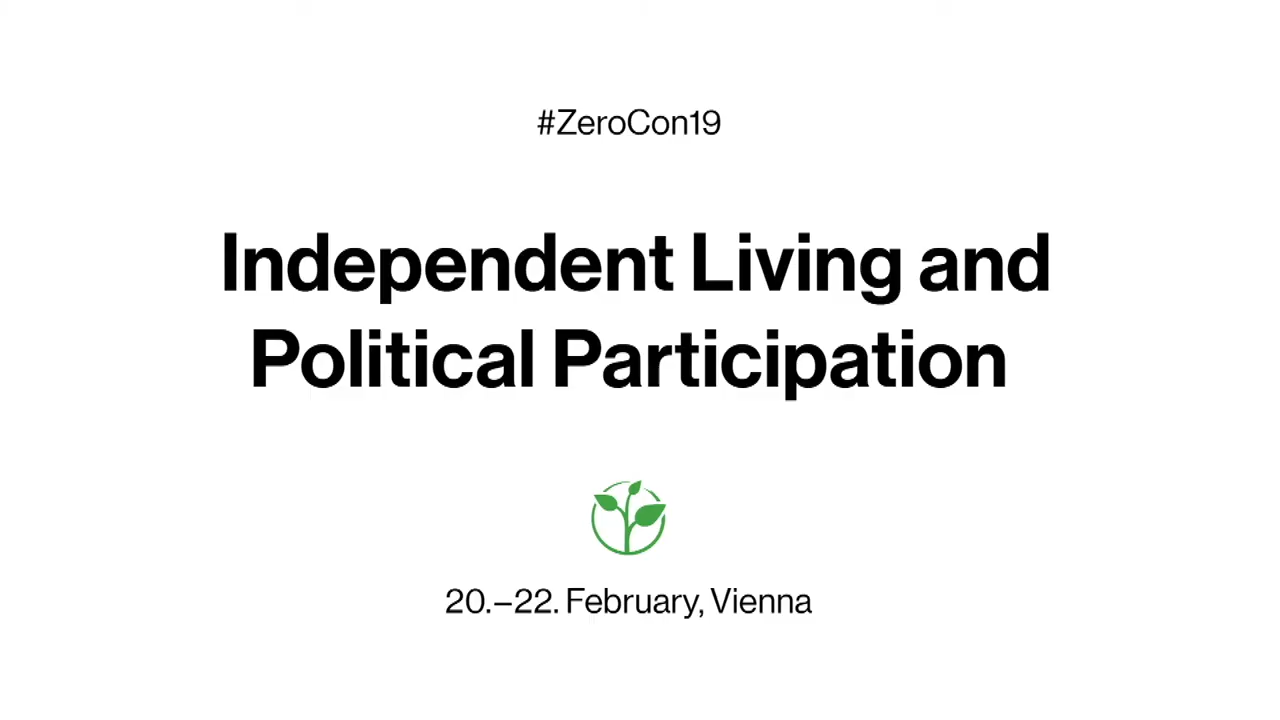 #ZeroCon19
Independent Living and
Political Participation
20.–22. February, Vienna